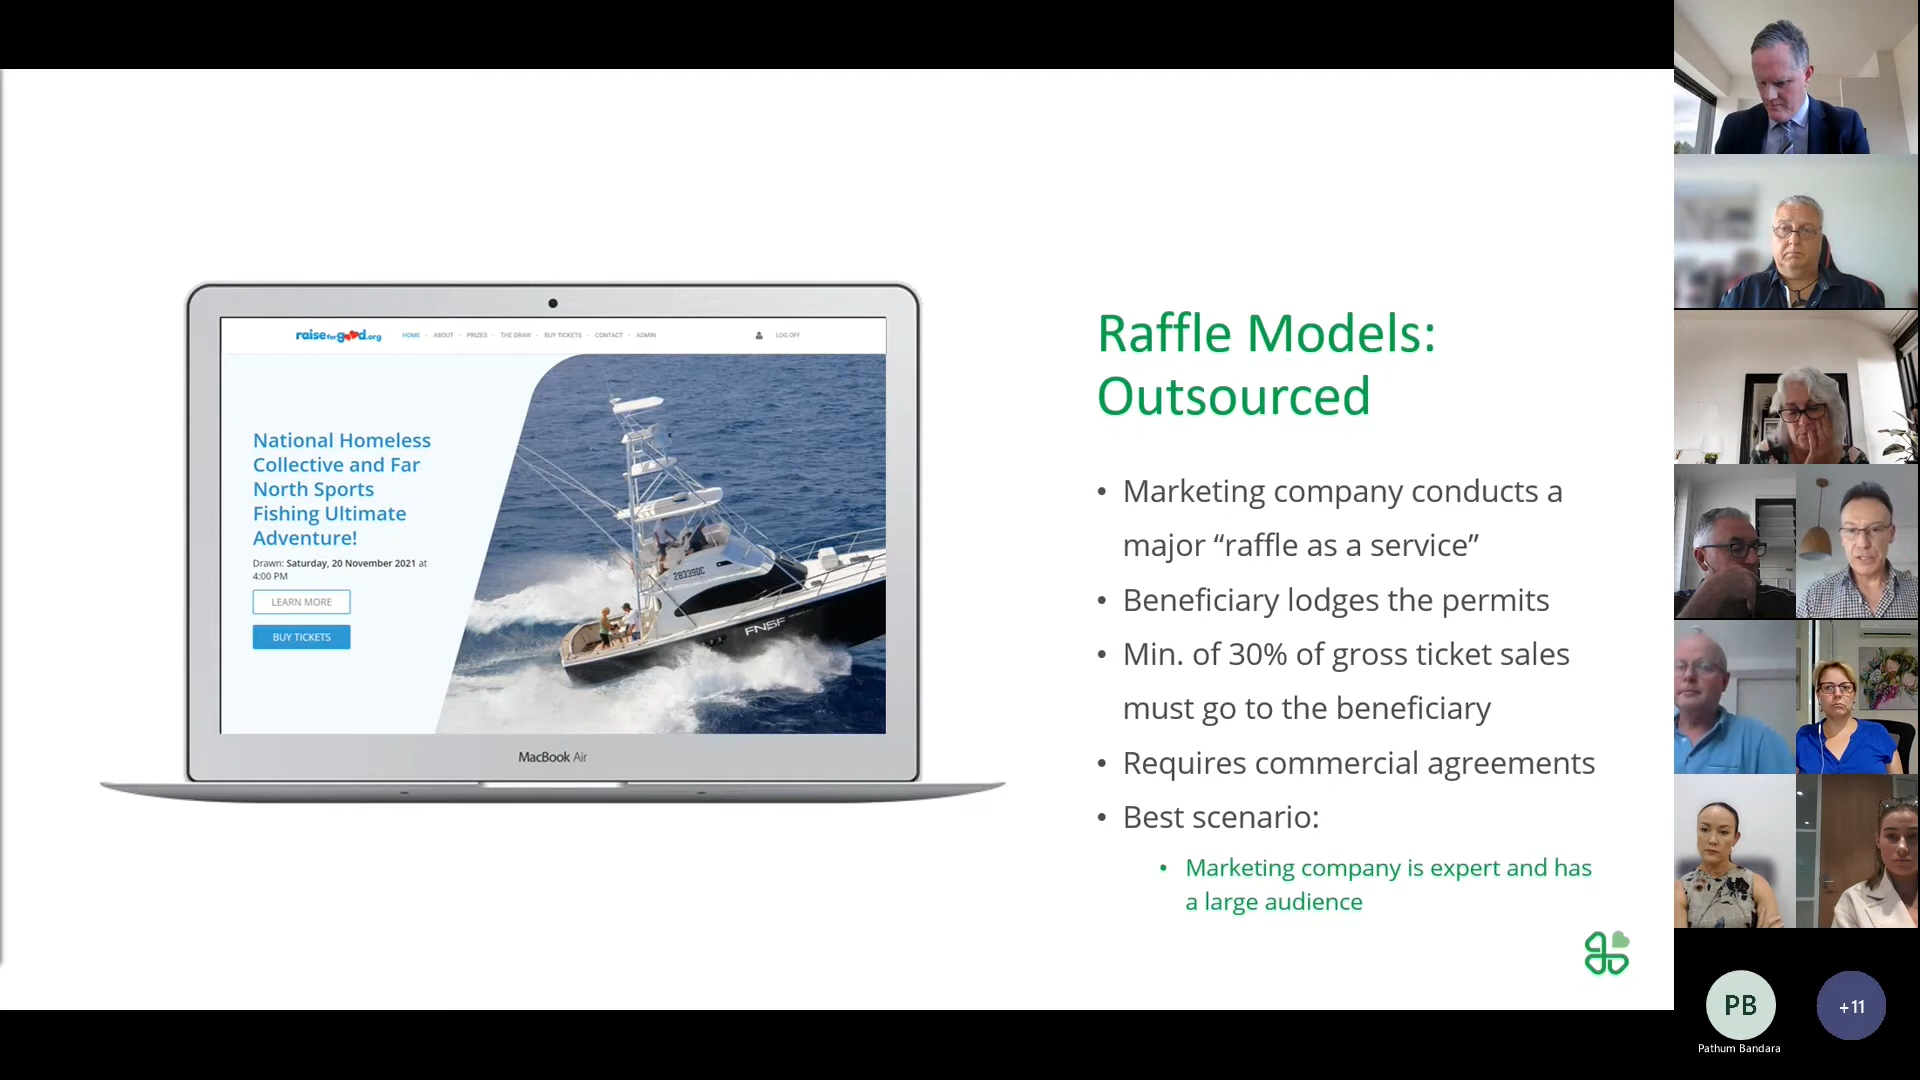 raiseforgood.org
HOME - ABOUT - PRIZES - THE DRAW - BUY TICKETS - CONTACT - ADMIN
LOG OFF
National Homeless
Collective and Far
North Sports
Fishing Ultimate
Adventure!
Drawn: Saturday, 20 November 2021 at
4:00 PM
LEARN MORE
BUY TICKETS
FNSF
MacBook Air
Raffle Models:
Outsourced
• Marketing company conducts a
major “raffle as a service”
• Beneficiary lodges the permits
• Min. of 30% of gross ticket sales
must go to the beneficiary
• Requires commercial agreements
• Best scenario:
• Marketing company is expert and has
a large audience
PB
+11
Pathum Bandara